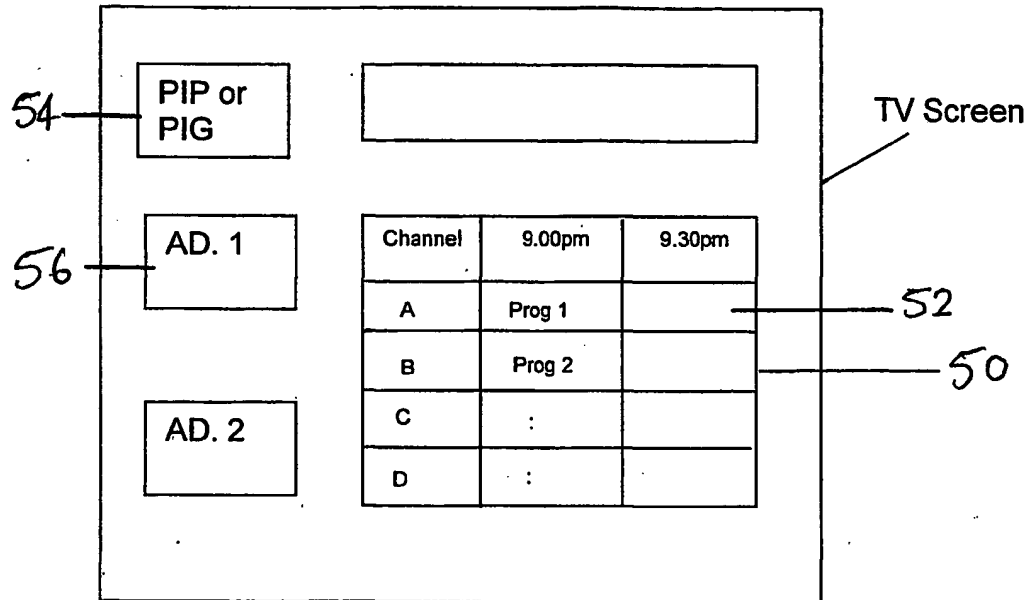 PIP or
PIG
54
TV Screen
AD. 1
56
Channel 9.00pm 9.30pm
A Prog 1
52
B Prog 2
50
C :
AD. 2
D :